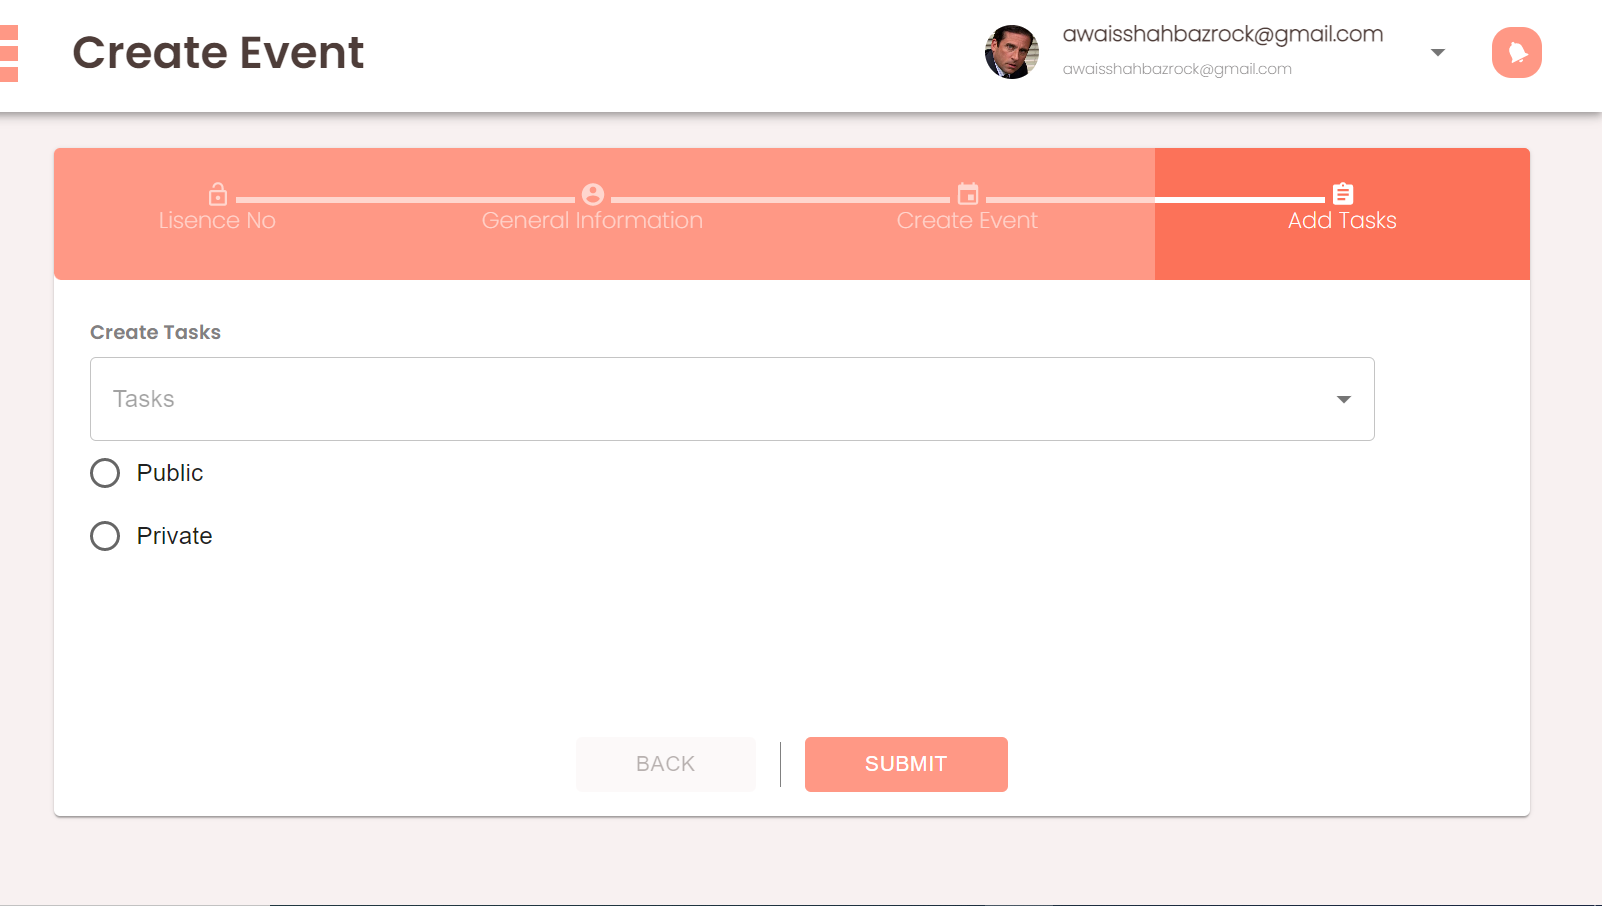 Create Event
awaisshahbazrock@gmail.com
awaisshahbazrock@gmail.com
Lisence No
General Information
Create Event
Add Tasks
Create Tasks
Tasks
Public
Private
BACK
SUBMIT